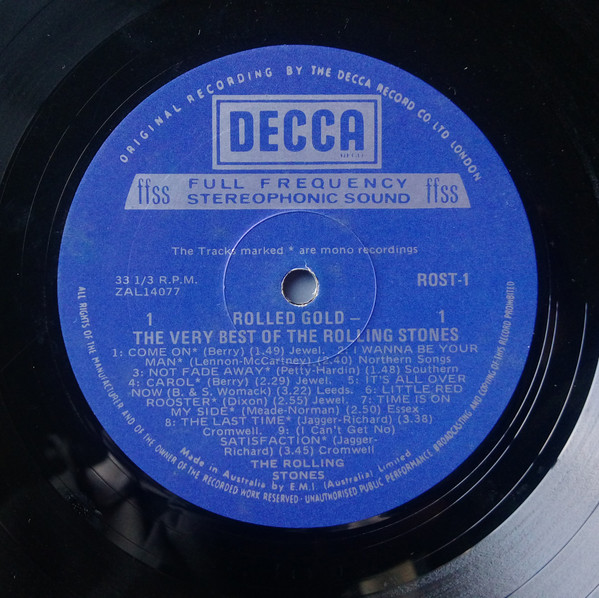 ORIGINAL RECORDING BY THE DECCA RECORD CO LTD LONDON
DECCA
ffss FULL FREQUENCY ffss
STEREOPHONIC SOUND
The Tracks marked * are mono recordings
33 1/3 R.P.M. ROST-1
ZAL14077
1 ROLLED GOLD – 1
THE VERY BEST OF THE ROLLING STONES
1: COME ON* (Berry) (1.49) Jewel. 2: I WANNA BE YOUR
MAN* (Lennon-McCartney) (2.40) Northern Songs
3: NOT FADE AWAY* (Petty-Hardin) (1.48) Southern
4: CAROL* (Berry) (2.29) Jewel. 5: IT'S ALL OVER
NOW (B. & S. Womack) (3.22) Leeds. 6: LITTLE RED
ROOSTER* (Dixon) (2.55) Jewel. 7: TIME IS ON
MY SIDE* (Meade-Norman) (2.50) Essex
8: THE LAST TIME* (Jagger-Richard) (3.38)
Cromwell. 9: (I Can't Get No)
SATISFACTION* (Jagger-
Richard) (3.45) Cromwell
THE ROLLING
STONES
Made in Australia by E.M.I. (Australia) Limited
ALL RIGHTS OF THE MANUFACTURER AND OF THE OWNER OF THE RECORDED WORK RESERVED · UNAUTHORISED PUBLIC PERFORMANCE BROADCASTING AND COPYING OF THIS RECORD PROHIBITED